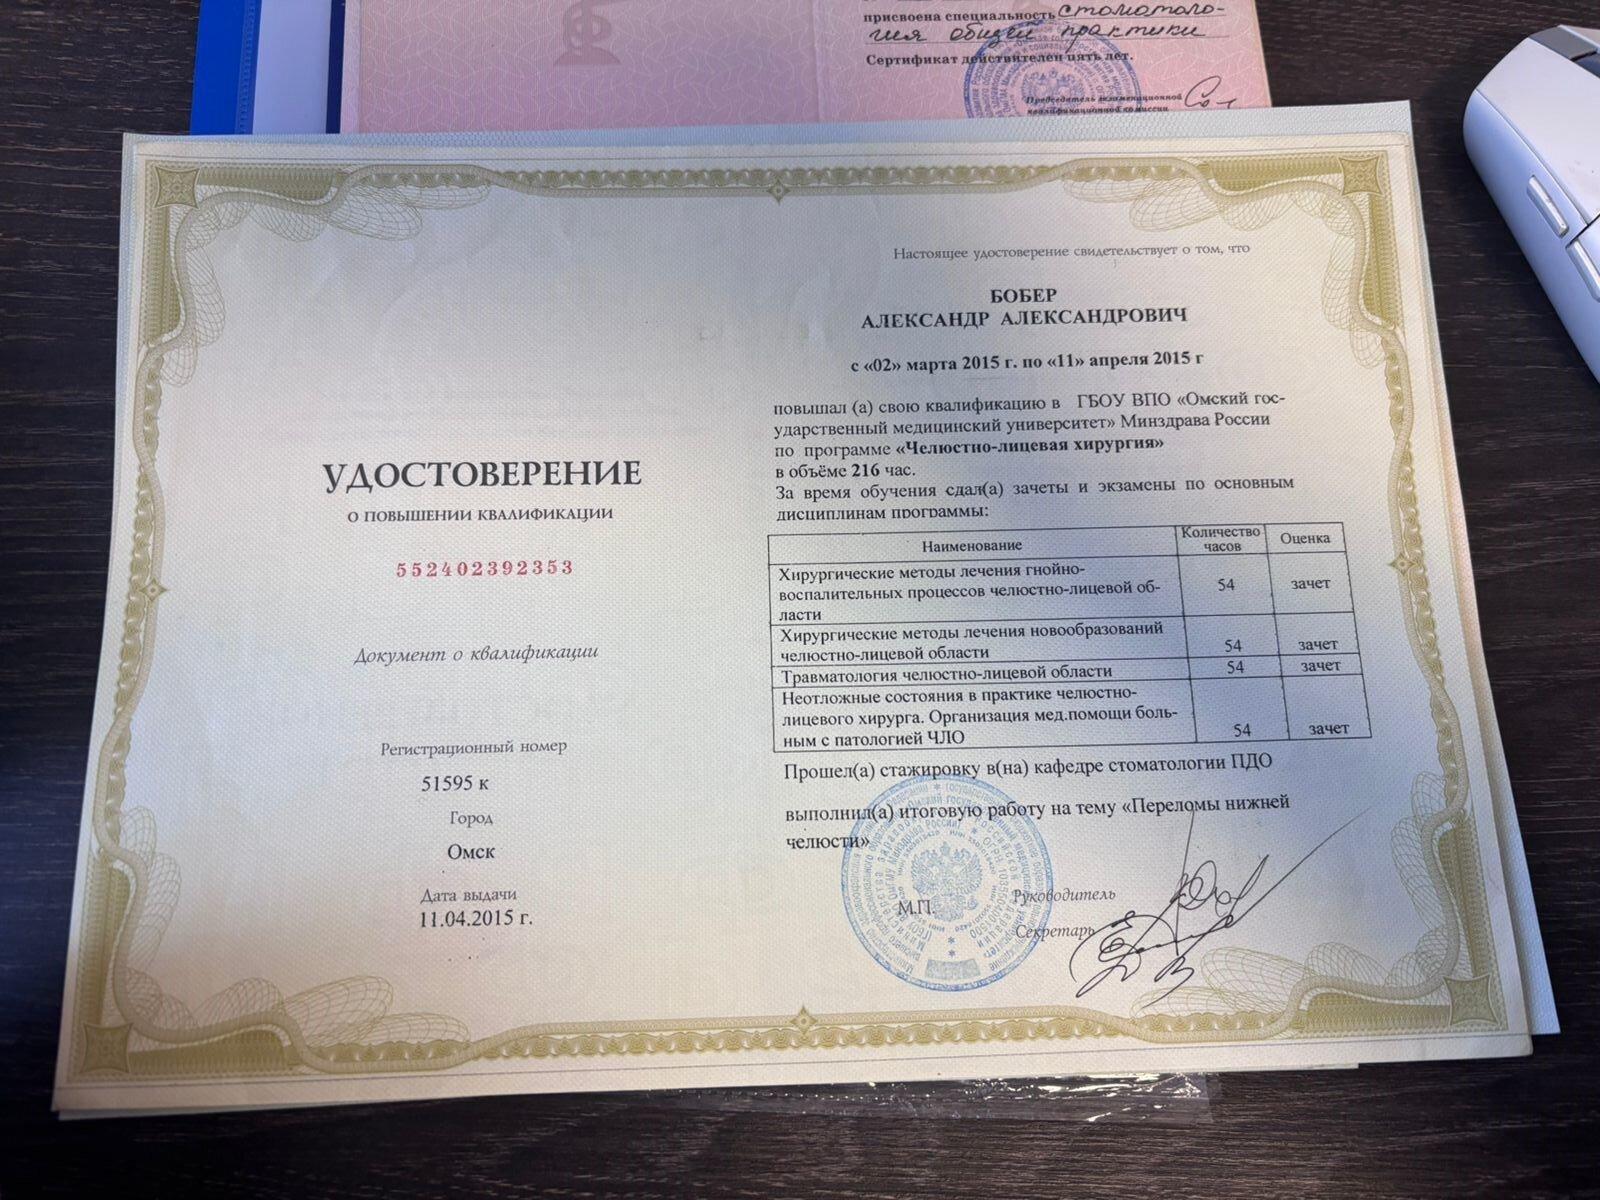 присвоена специальность стоматоло-
гия общей практики
Сертификат действителен пять лет.
Председатель экзаменационной
квалификационной комиссии
УДОСТОВЕРЕНИЕ
О ПОВЫШЕНИИ КВАЛИФИКАЦИИ
552402392353
Документ о квалификации
Регистрационный номер
51595 к
Город
Омск
Дата выдачи
11.04.2015 г.
Настоящее удостоверение свидетельствует о том, что
БОБЕР
АЛЕКСАНДР АЛЕКСАНДРОВИЧ
с «02» марта 2015 г. по «11» апреля 2015 г
повышал (а) свою квалификацию в ГБОУ ВПО «Омский гос-
ударственный медицинский университет» Минздрава России
по программе «Челюстно-лицевая хирургия»
в объёме 216 час.
За время обучения сдал(а) зачеты и экзамены по основным
дисциплинам программы:
Наименование Количество часов Оценка
Хирургические методы лечения гнойно-
воспалительных процессов челюстно-лицевой об- 54 зачет
ласти
Хирургические методы лечения новообразований
челюстно-лицевой области 54 зачет
Травматология челюстно-лицевой области 54 зачет
Неотложные состояния в практике челюстно-
лицевого хирурга. Организация мед.помощи боль-
ным с патологией ЧЛО 54 зачет
Прошел(а) стажировку в(на) кафедре стоматологии ПДО
выполнил(а) итоговую работу на тему «Переломы нижней
челюсти»
М.П.
Руководитель
Секретарь